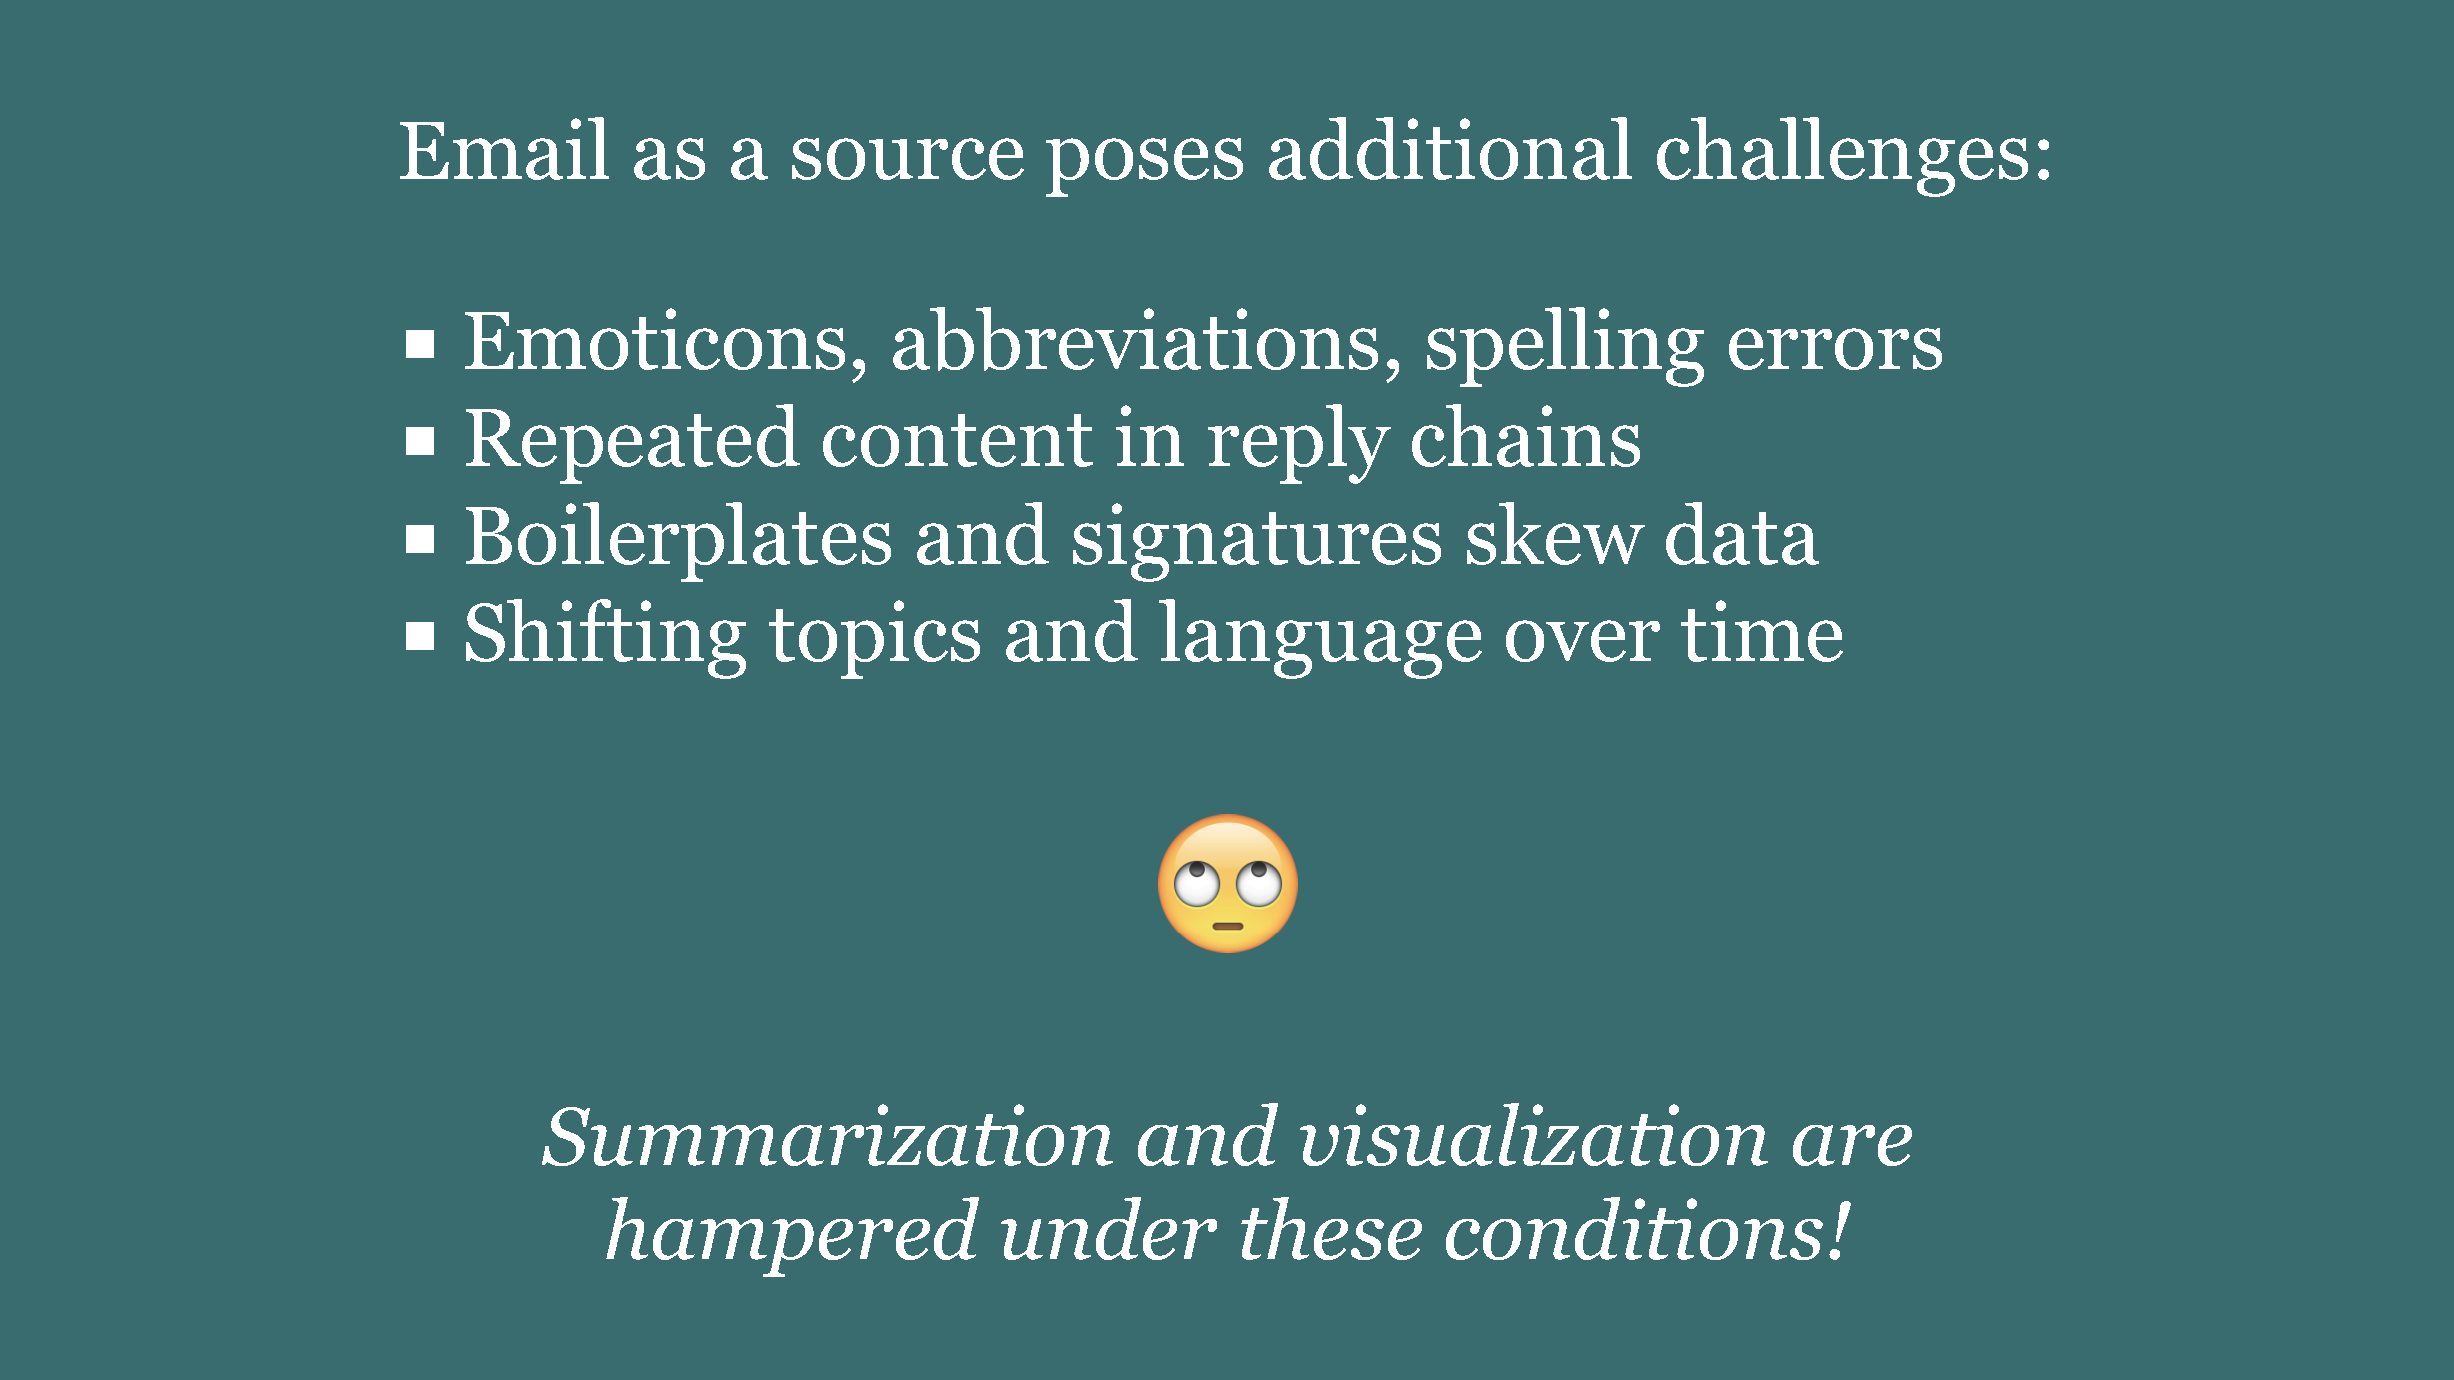 Email as a source poses additional challenges:
▪ Emoticons, abbreviations, spelling errors
▪ Repeated content in reply chains
▪ Boilerplates and signatures skew data
▪ Shifting topics and language over time
🙄
Summarization and visualization are
hampered under these conditions!